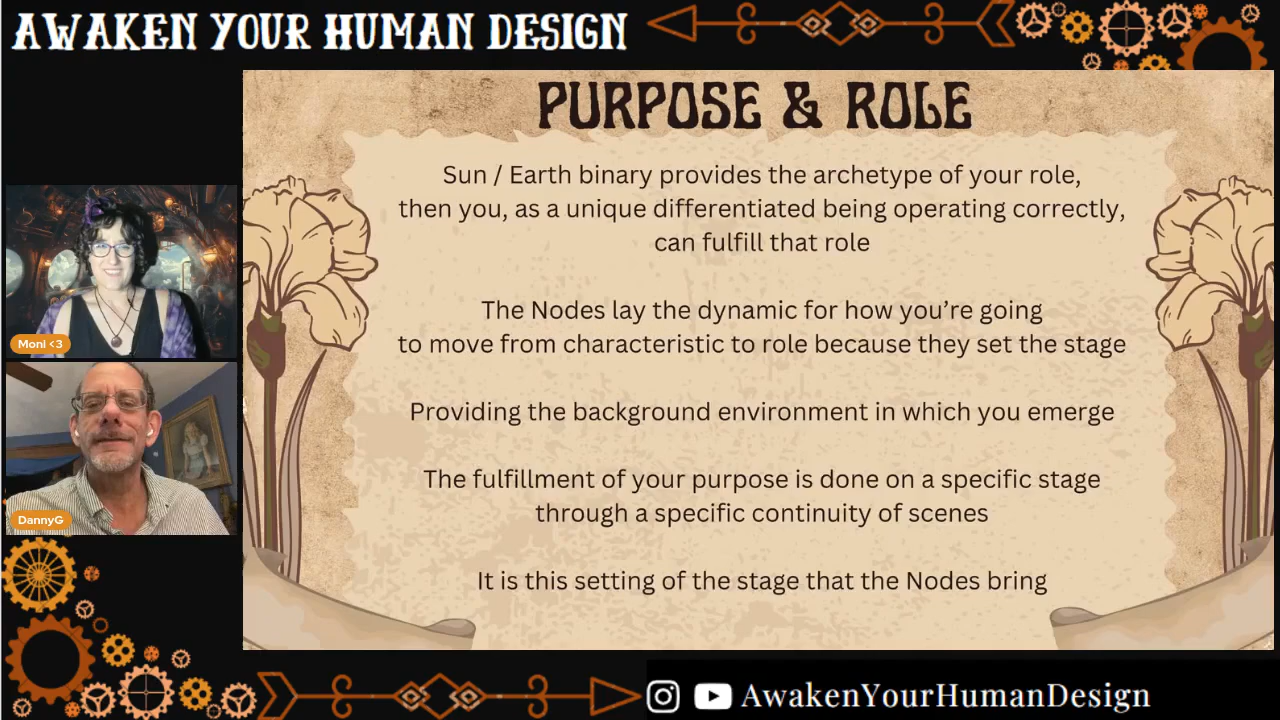 AWAKEN YOUR HUMAN DESIGN
PURPOSE & ROLE
Sun / Earth binary provides the archetype of your role,
then you, as a unique differentiated being operating correctly,
can fulfill that role
The Nodes lay the dynamic for how you’re going
to move from characteristic to role because they set the stage
Providing the background environment in which you emerge
The fulfillment of your purpose is done on a specific stage
through a specific continuity of scenes
It is this setting of the stage that the Nodes bring
Moni <3
DannyG
AwakenYourHumanDesign